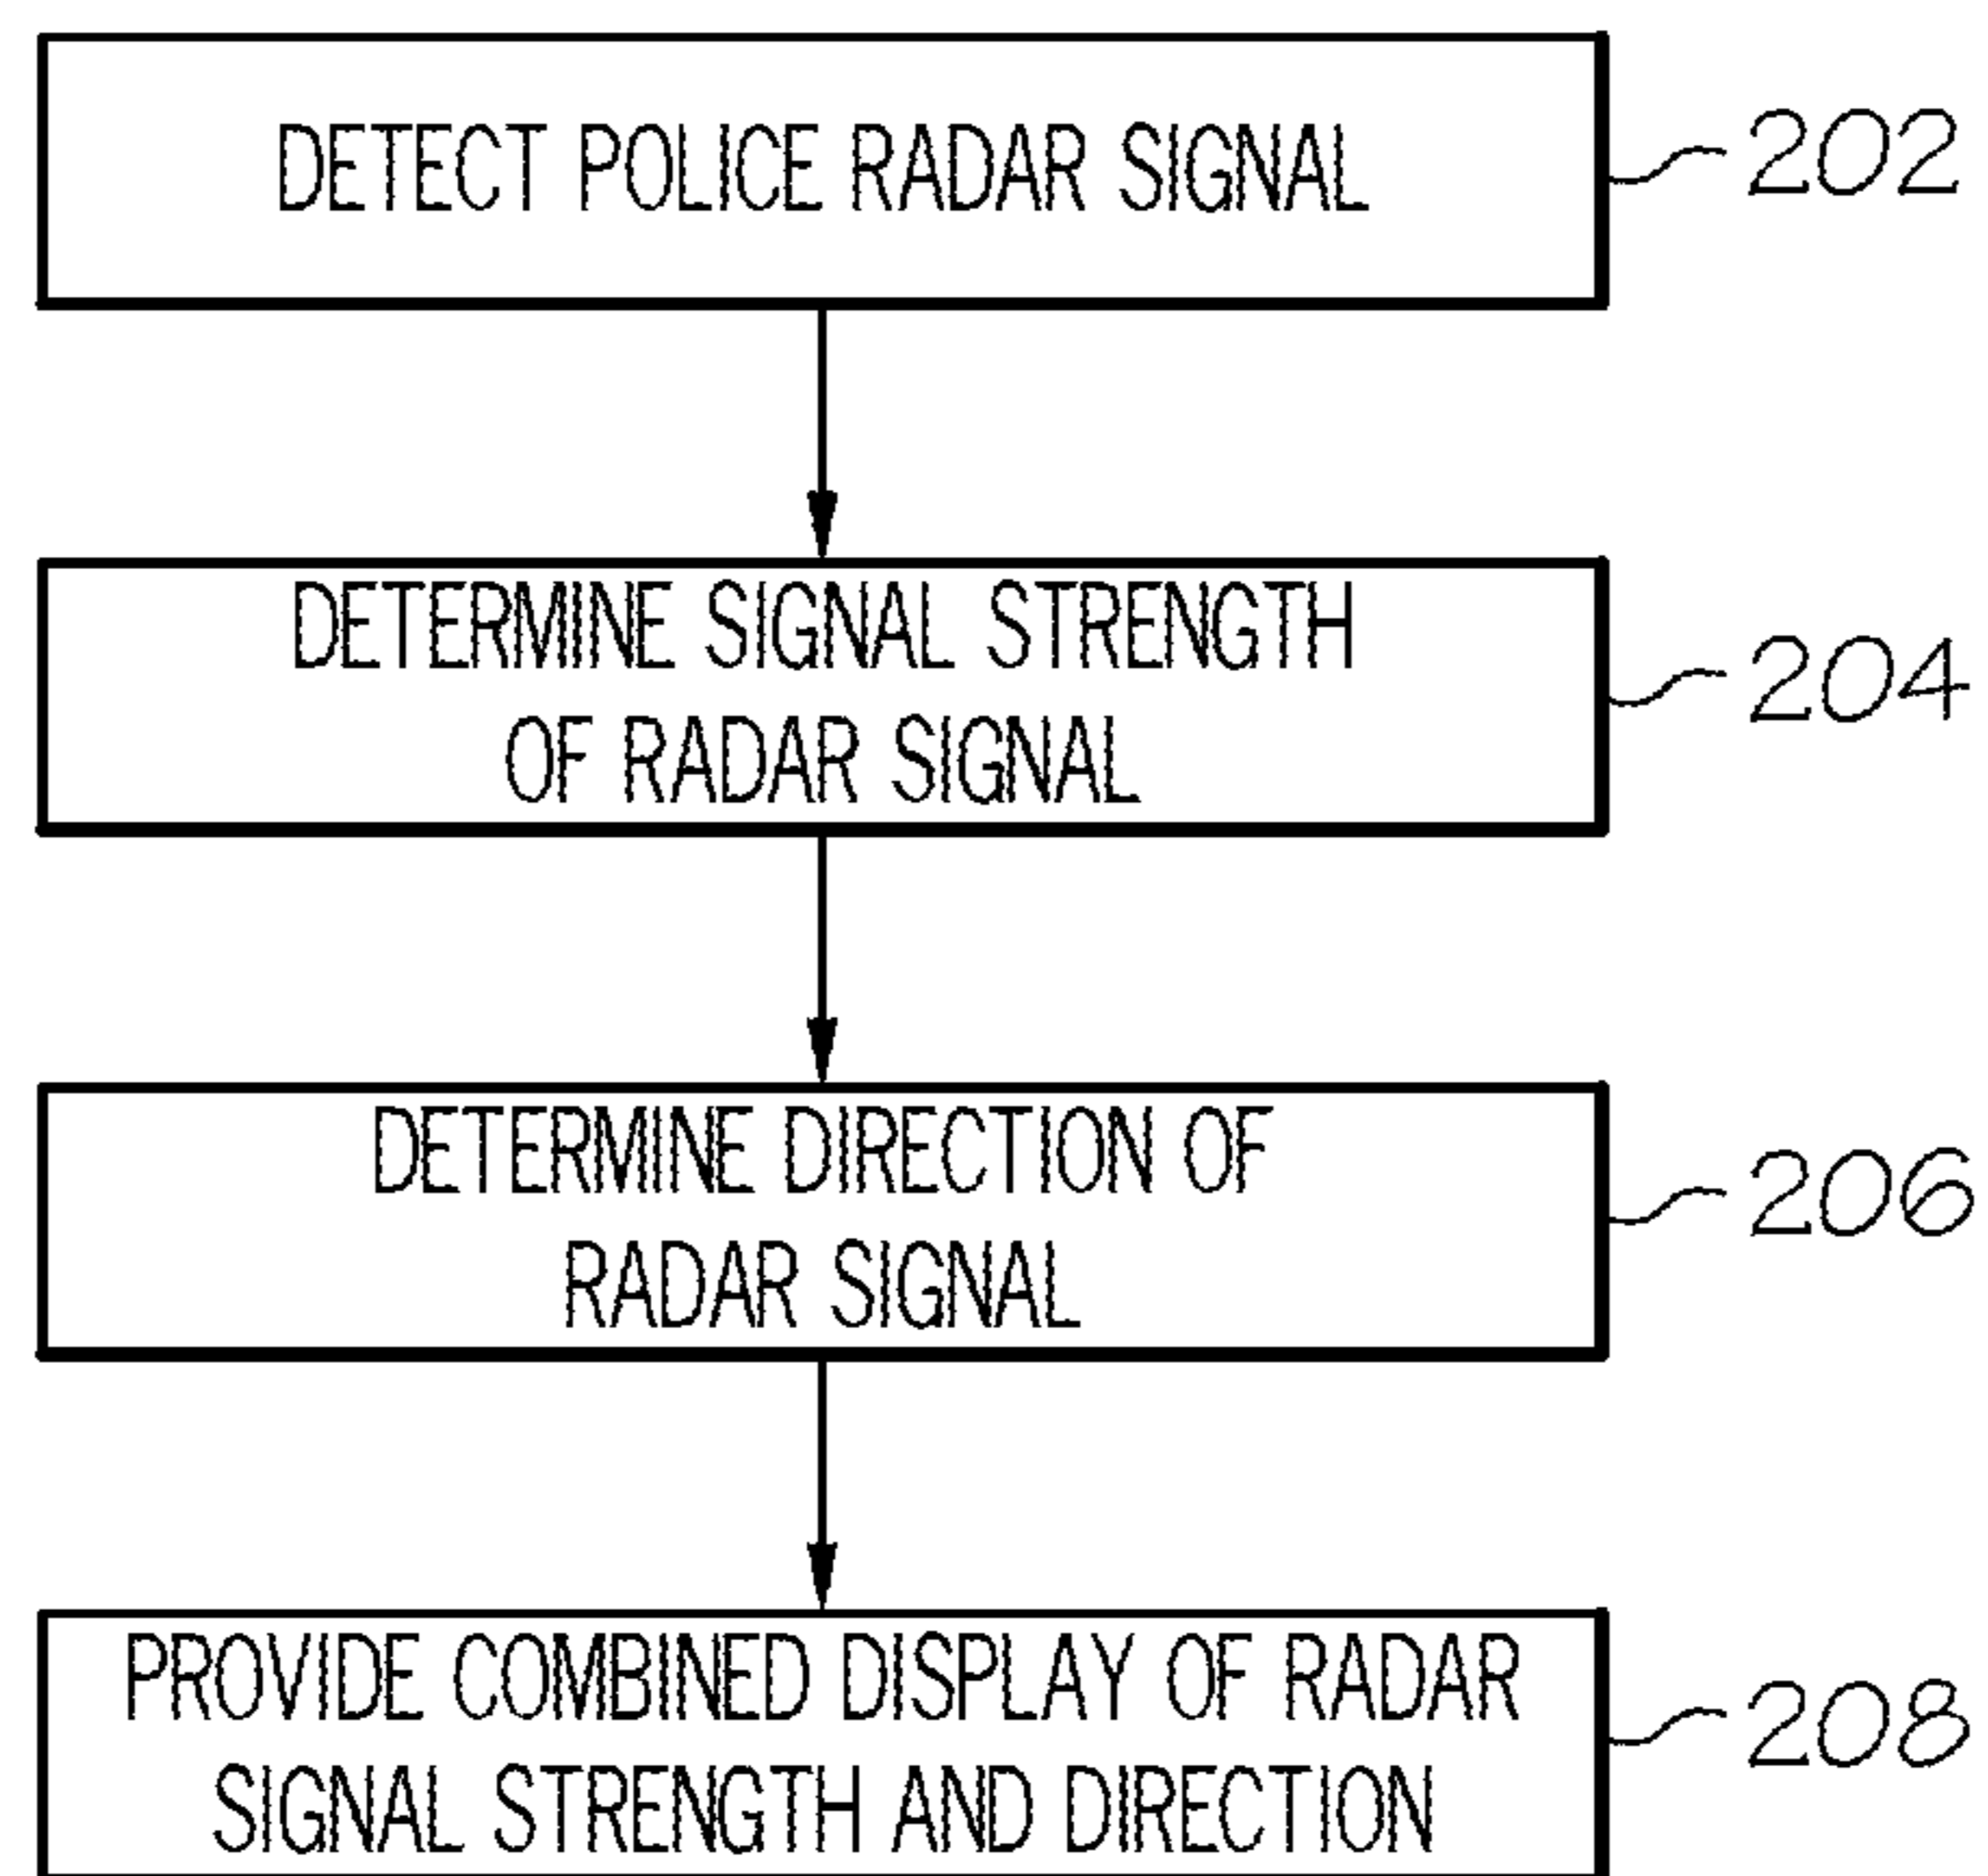 DETECT POLICE RADAR SIGNAL
202
DETERMINE SIGNAL STRENGTH
OF RADAR SIGNAL
204
DETERMINE DIRECTION OF
RADAR SIGNAL
206
PROVIDE COMBINED DISPLAY OF RADAR
SIGNAL STRENGTH AND DIRECTION
208